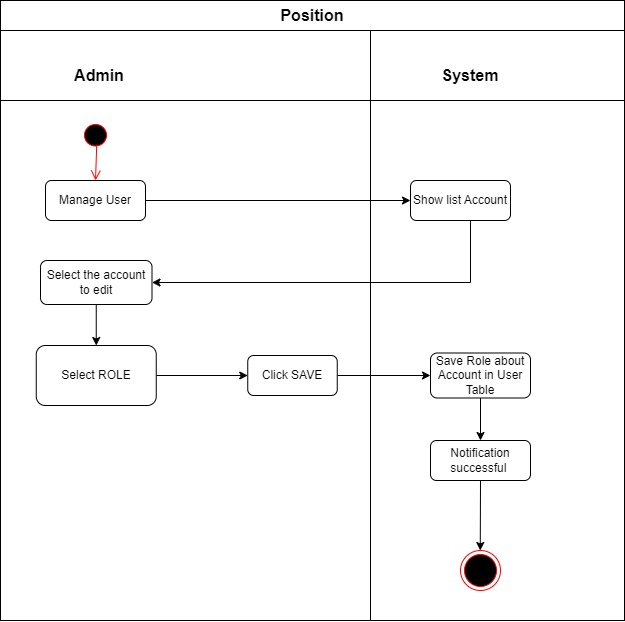 Position
Admin
System
Manage User
Show list Account
Select the account
to edit
Select ROLE
Click SAVE
Save Role about
Account in User
Table
Notification
successful